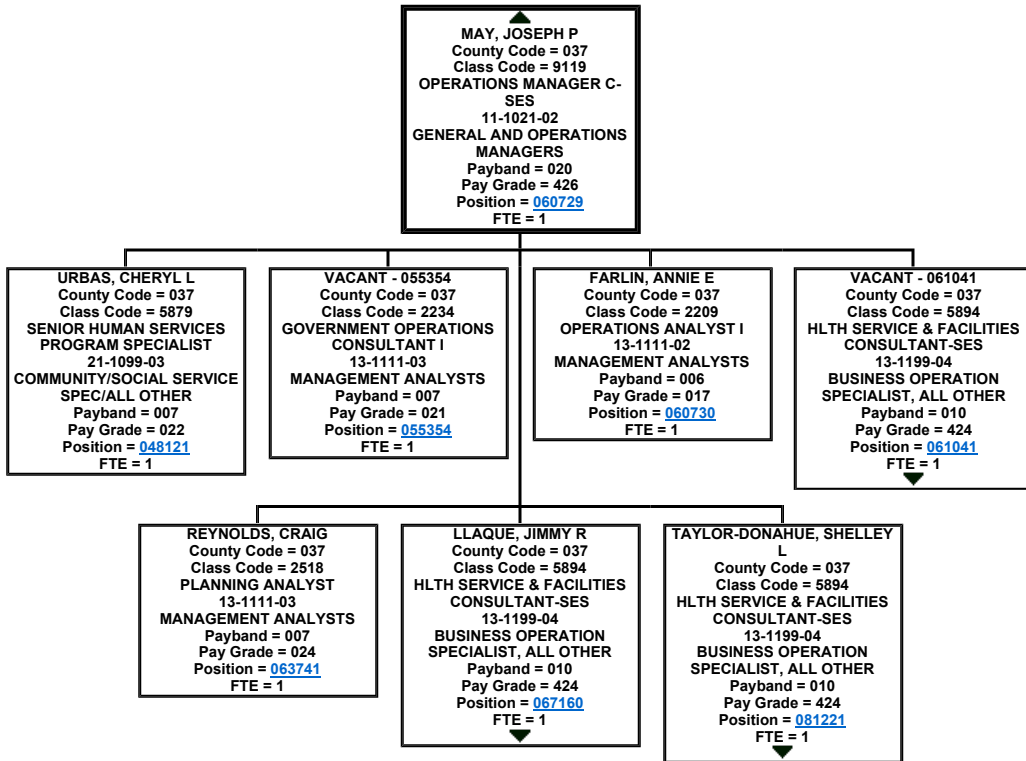 MAY, JOSEPH P
County Code = 037
Class Code = 9119
OPERATIONS MANAGER C-
SES
11-1021-02
GENERAL AND OPERATIONS
MANAGERS
Payband = 020
Pay Grade = 426
Position = 060729
FTE = 1
URBAS, CHERYL L
County Code = 037
Class Code = 5879
SENIOR HUMAN SERVICES
PROGRAM SPECIALIST
21-1099-03
COMMUNITY/SOCIAL SERVICE
SPEC/ALL OTHER
Payband = 007
Pay Grade = 022
Position = 048121
FTE = 1
VACANT - 055354
County Code = 037
Class Code = 2234
GOVERNMENT OPERATIONS
CONSULTANT I
13-1111-03
MANAGEMENT ANALYSTS
Payband = 007
Pay Grade = 021
Position = 055354
FTE = 1
FARLIN, ANNIE E
County Code = 037
Class Code = 2209
OPERATIONS ANALYST I
13-1111-02
MANAGEMENT ANALYSTS
Payband = 006
Pay Grade = 017
Position = 060730
FTE = 1
VACANT - 061041
County Code = 037
Class Code = 5894
HLTH SERVICE & FACILITIES
CONSULTANT-SES
13-1199-04
BUSINESS OPERATION
SPECIALIST, ALL OTHER
Payband = 010
Pay Grade = 424
Position = 061041
FTE = 1
REYNOLDS, CRAIG
County Code = 037
Class Code = 2518
PLANNING ANALYST
13-1111-03
MANAGEMENT ANALYSTS
Payband = 007
Pay Grade = 024
Position = 063741
FTE = 1
LLAQUE, JIMMY R
County Code = 037
Class Code = 5894
HLTH SERVICE & FACILITIES
CONSULTANT-SES
13-1199-04
BUSINESS OPERATION
SPECIALIST, ALL OTHER
Payband = 010
Pay Grade = 424
Position = 067160
FTE = 1
TAYLOR-DONAHUE, SHELLEY
L
County Code = 037
Class Code = 5894
HLTH SERVICE & FACILITIES
CONSULTANT-SES
13-1199-04
BUSINESS OPERATION
SPECIALIST, ALL OTHER
Payband = 010
Pay Grade = 424
Position = 081221
FTE = 1